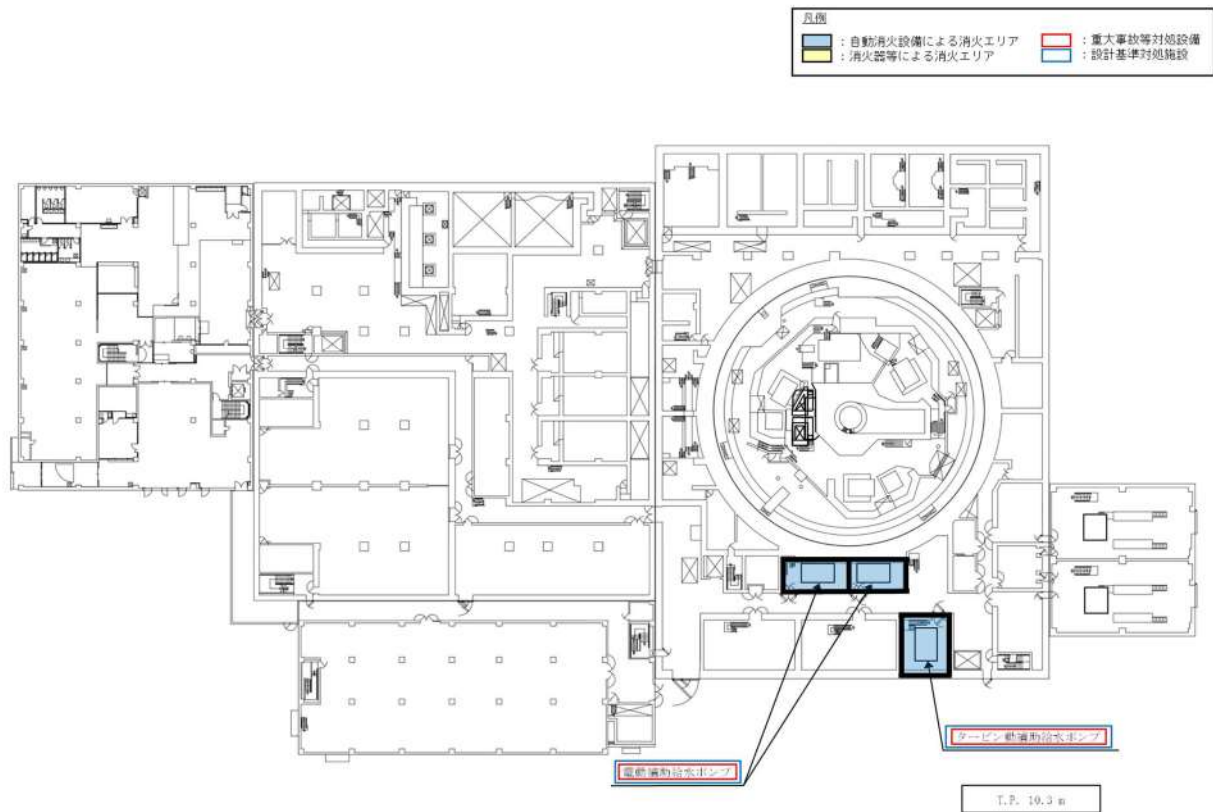 凡例
：自動消火設備による消火エリア
：重大事故等対処設備
：消火器等による消火エリア
：設計基準対処施設
タービン動補助給水ポンプ
電動補助給水ポンプ
T.P. 10.3 m